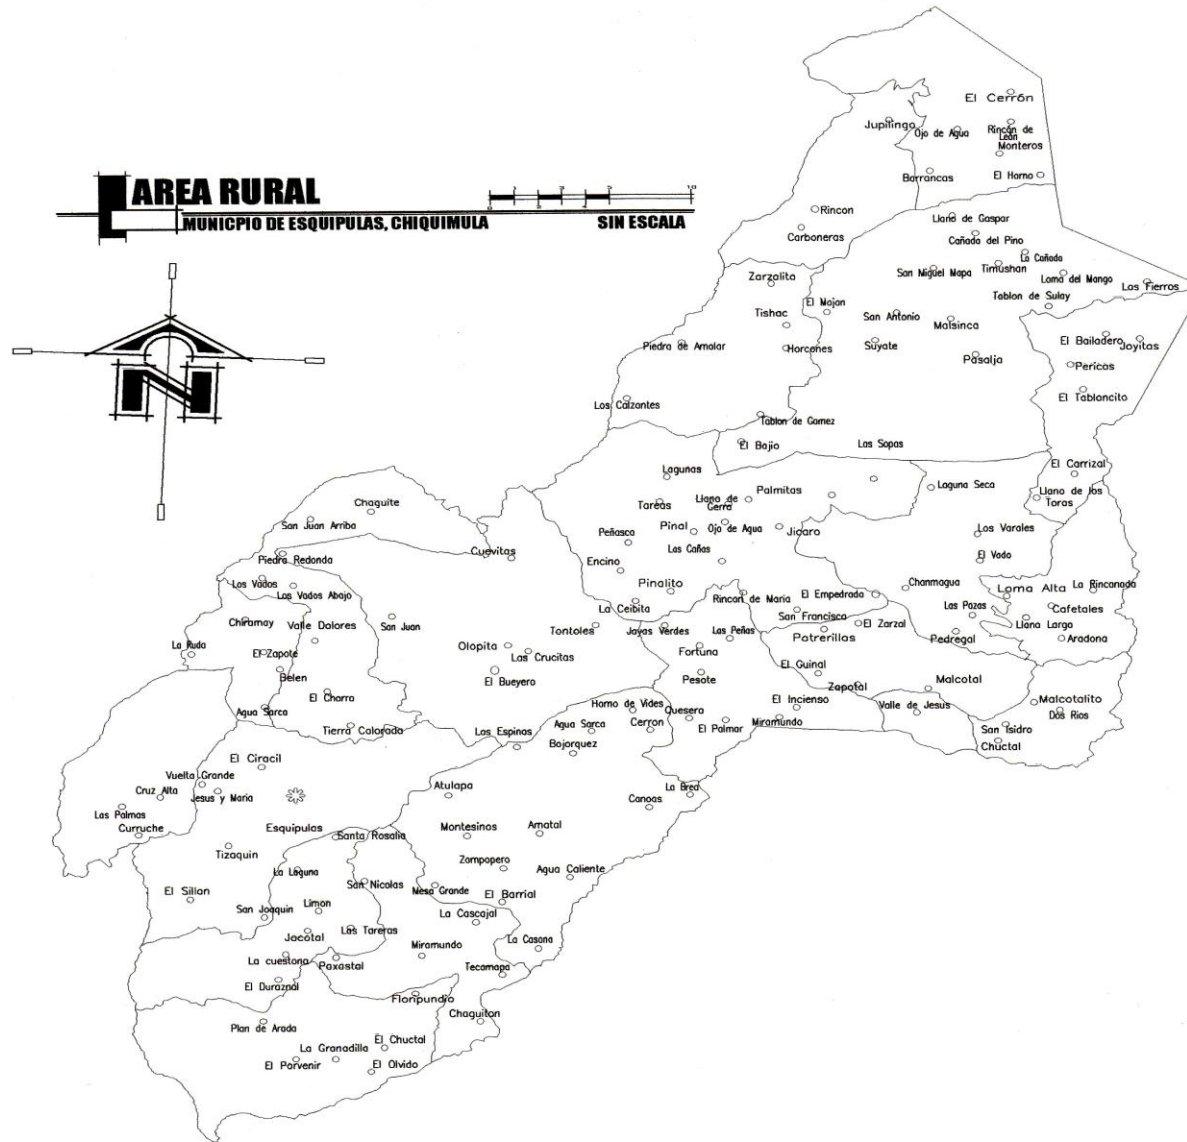 AREA RURAL
MUNICPIO DE ESQUIPULAS, CHIQUIMULA
SIN ESCALA
N
El Cerrón
Jupilingo
Ojo de Agua
Rincón de
León
Monteros
Barrancas
El Horno
Rincon
Carboneras
Llano de Gaspar
Cañada del Pino
La Cañada
San Miguel Mapa
Timushan
Loma del Mango
Las Fierros
Zarzalita
El Mojan
Tablon de Sulay
Tishac
San Antonio
Malsinca
Piedra de Amolar
Horcones
Suyate
Pasalja
El Bailadero
Joyitas
Pericos
El Tabloncito
Los Calzontes
Tablon de Gamez
El Bajio
Las Sopas
Lagunas
El Carrizal
Laguna Seca
Llano de los
Toras
Chaguite
San Juan Arriba
Tareas
Llano de
Gerra
Palmitas
Peñasca
Pinal
Ojo de Agua
Jicaro
Los Varales
Cuevitas
Las Cañas
El Vado
Piedra Redonda
Encino
Los Vados
Los Vados Abajo
Pinalito
Chanmagua
Loma Alta
La Rinconada
La Ceibita
Rincon de Maria
El Empedrado
Las Pozas
Cafetales
Chiramay
Valle Dolores
San Juan
Tontoles
Jayas Verdes
Las Peñas
San Francisca
El Zarzal
Llana Larga
Potrerillas
Pedregal
Aradona
La Ruda
El Zapote
Olopita
Las Crucitas
Fortuna
Belen
El Bueyero
Pesote
El Guinal
Zapotal
Malcotal
El Charra
Malcotalito
Dos Rios
Agua Sarca
Horno de Vides
Quesera
El Incienso
Valle de Jesus
Tierra Colorada
Los Espinos
Agua Sarca
Cerron
El Palmar
Miramundo
San Isidro
Chuctal
Bojorquez
El Ciracil
Vuelta Grande
Jesus y Maria
Cruz Alta
Atulapa
La Brea
Canoas
Las Palmas
Curruche
Esquipulas
Santa Rosalia
Montesinos
Amatal
Tizaquin
La Laguna
Zompopero
Agua Caliente
San Nicolas
Mesa Grande
El Sillon
El Barrial
San Joaquin
Limon
La Cascajal
Jacotal
Las Tareras
Miramundo
La Casona
La cuestona
Paxastal
Tecamapa
El Duraznal
Floripundio
Plan de Arada
Chaguiton
La Granadilla
El Chuctal
El Porvenir
El Olvido